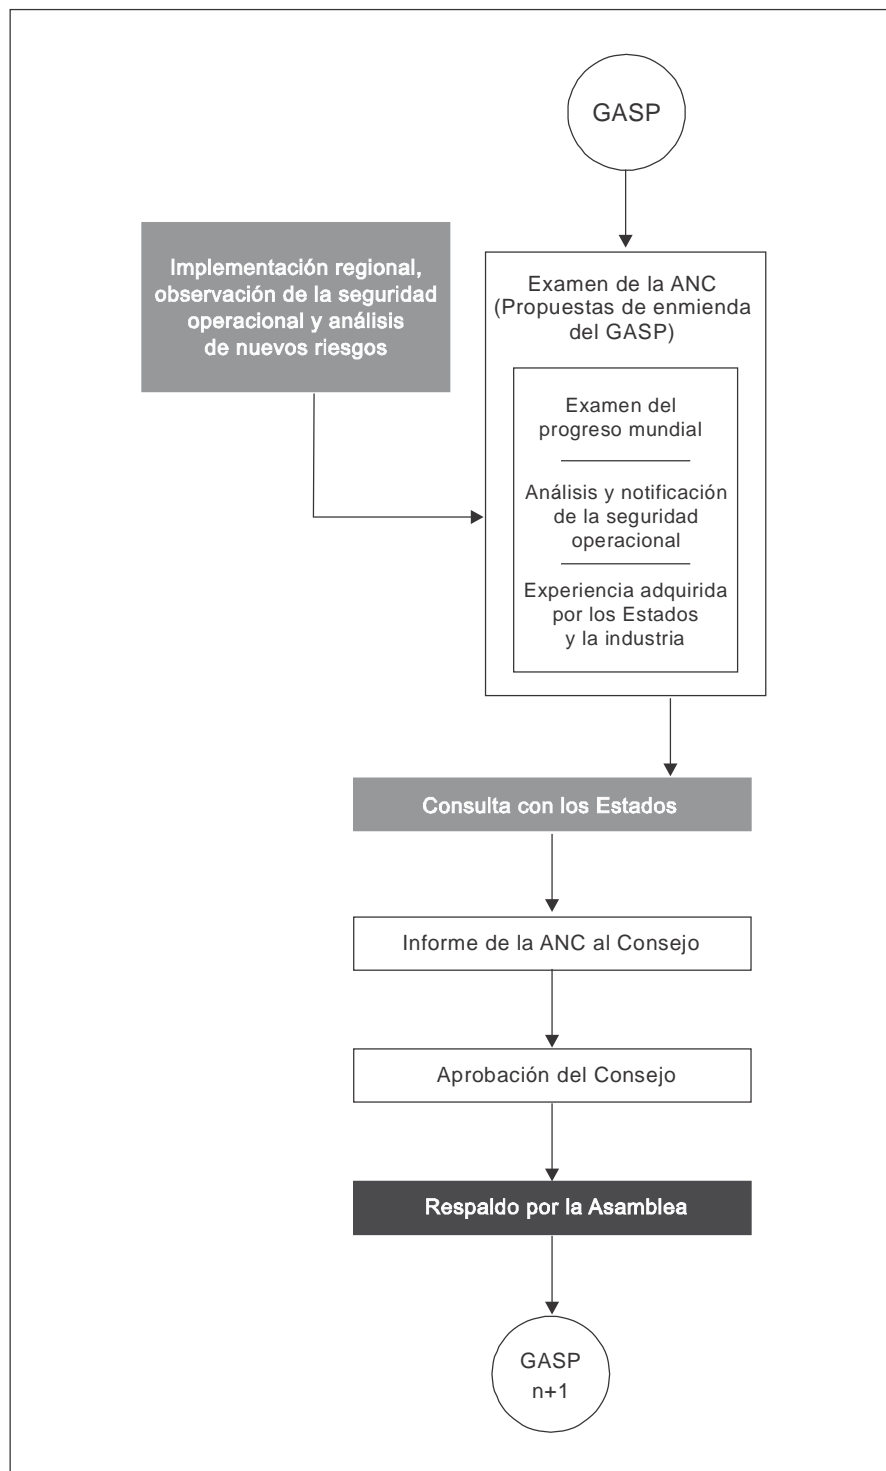 GASP
Implementación regional,
observación de la seguridad
operacional y análisis
de nuevos riesgos
Examen de la ANC
(Propuestas de enmienda
del GASP)
Examen del
progreso mundial
Análisis y notificación
de la seguridad
operacional
Experiencia adquirida
por los Estados
y la industria
Consulta con los Estados
Informe de la ANC al Consejo
Aprobación del Consejo
Respaldo por la Asamblea
GASP
n+1